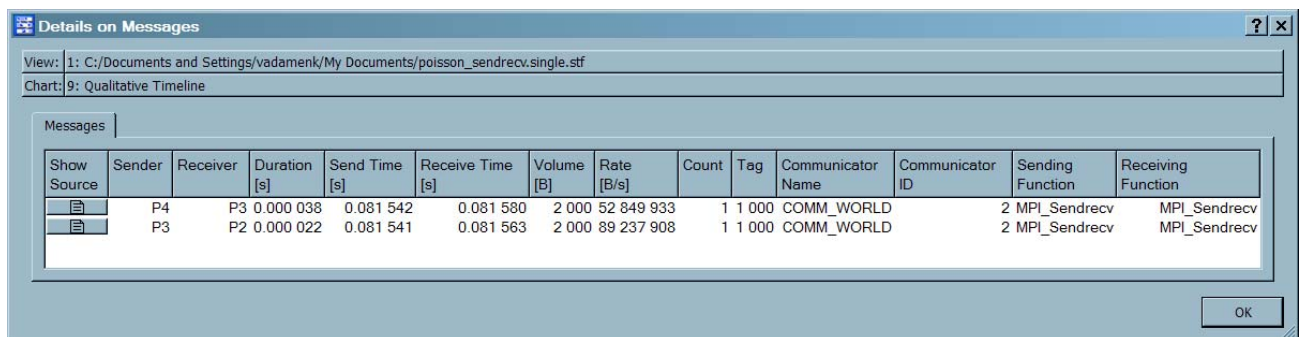 Details on Messages
View: 1: C:/Documents and Settings/vadamenk/My Documents/poisson_sendrecv.single.stf
Chart: 9: Qualitative Timeline
Messages
Show Source Sender Receiver Duration [s] Send Time [s] Receive Time [s] Volume [B] Rate [B/s] Count Tag Communicator Name Communicator ID Sending Function Receiving Function
P4 P3 0.000 038 0.081 542 0.081 580 2 000 52 849 933 1 1 000 COMM_WORLD 2 MPI_Sendrecv MPI_Sendrecv
P3 P2 0.000 022 0.081 541 0.081 563 2 000 89 237 908 1 1 000 COMM_WORLD 2 MPI_Sendrecv MPI_Sendrecv
OK